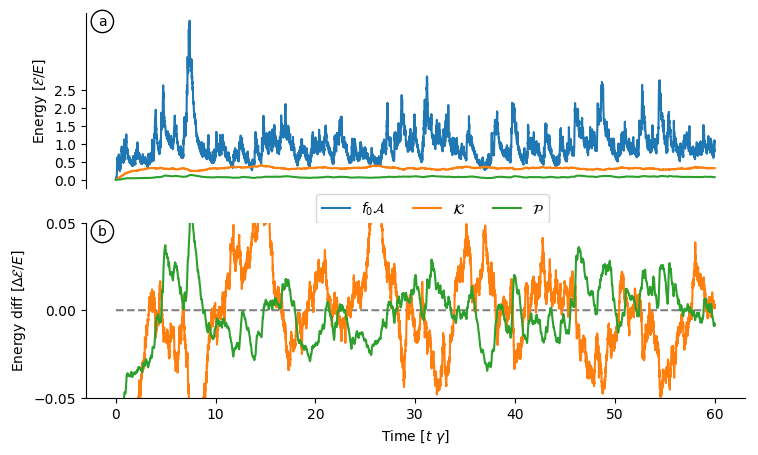 a
Energy [ℰ/E]
2.5
2.0
1.5
1.0
0.5
0.0
f₀𝒜 𝒦 𝒫
b
Energy diff [Δℰ/E]
0.05
0.00
−0.05
0 10 20 30 40 50 60
Time [t γ]